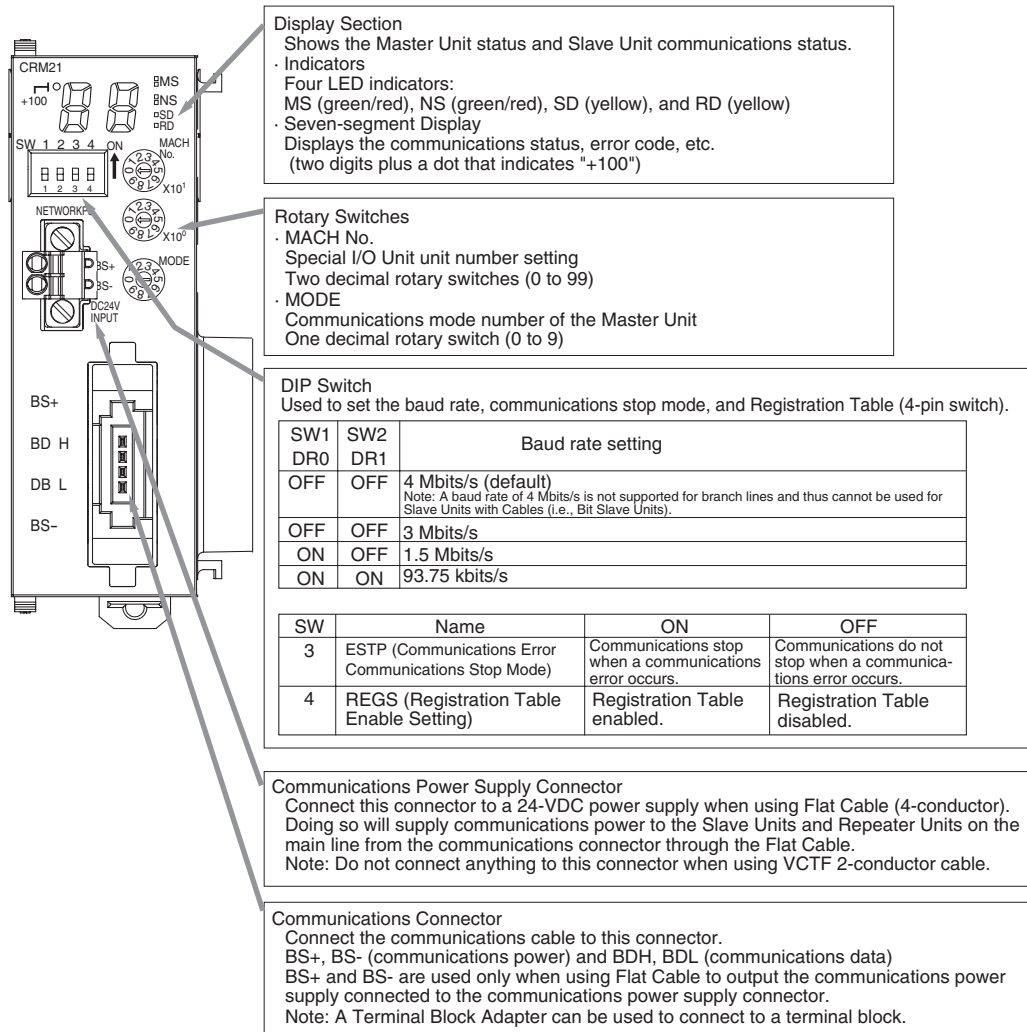 CRM21
+100
MS
NS
SD
RD
SW 1 2 3 4 ON
MACH
No.
X10¹
1 2 3 4
NETWORKPS
X10⁰
MODE
BS+
BS-
DC24V
INPUT
BS+
BD H
DB L
BS-
Display Section
Shows the Master Unit status and Slave Unit communications status.
· Indicators
Four LED indicators:
MS (green/red), NS (green/red), SD (yellow), and RD (yellow)
· Seven-segment Display
Displays the communications status, error code, etc.
(two digits plus a dot that indicates "+100")
Rotary Switches
· MACH No.
Special I/O Unit unit number setting
Two decimal rotary switches (0 to 99)
· MODE
Communications mode number of the Master Unit
One decimal rotary switch (0 to 9)
DIP Switch
Used to set the baud rate, communications stop mode, and Registration Table (4-pin switch).
SW1 SW2 Baud rate setting
DR0 DR1
OFF OFF 4 Mbits/s (default)
Note: A baud rate of 4 Mbits/s is not supported for branch lines and thus cannot be used for
Slave Units with Cables (i.e., Bit Slave Units).
OFF OFF 3 Mbits/s
ON OFF 1.5 Mbits/s
ON ON 93.75 kbits/s
SW Name ON OFF
3 ESTP (Communications Error Communications stop Communications do not
Communications Stop Mode) when a communications stop when a communica-
error occurs. tions error occurs.
4 REGS (Registration Table Registration Table Registration Table
Enable Setting) enabled. disabled.
Communications Power Supply Connector
Connect this connector to a 24-VDC power supply when using Flat Cable (4-conductor).
Doing so will supply communications power to the Slave Units and Repeater Units on the
main line from the communications connector through the Flat Cable.
Note: Do not connect anything to this connector when using VCTF 2-conductor cable.
Communications Connector
Connect the communications cable to this connector.
BS+, BS- (communications power) and BDH, BDL (communications data)
BS+ and BS- are used only when using Flat Cable to output the communications power
supply connected to the communications power supply connector.
Note: A Terminal Block Adapter can be used to connect to a terminal block.